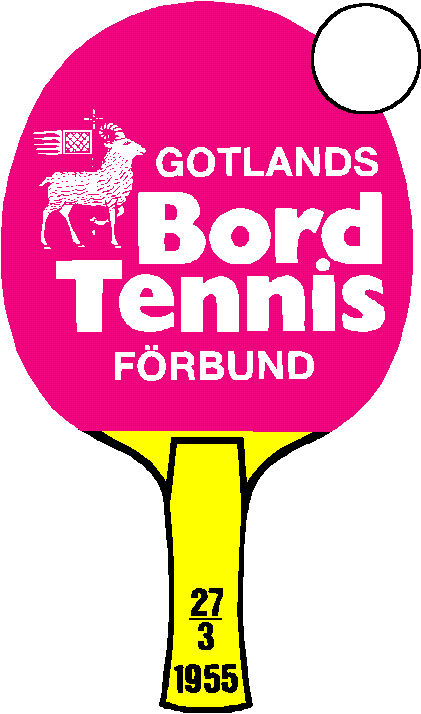 GOTLANDS
Bord
Tennis
FÖRBUND
27
3
1955